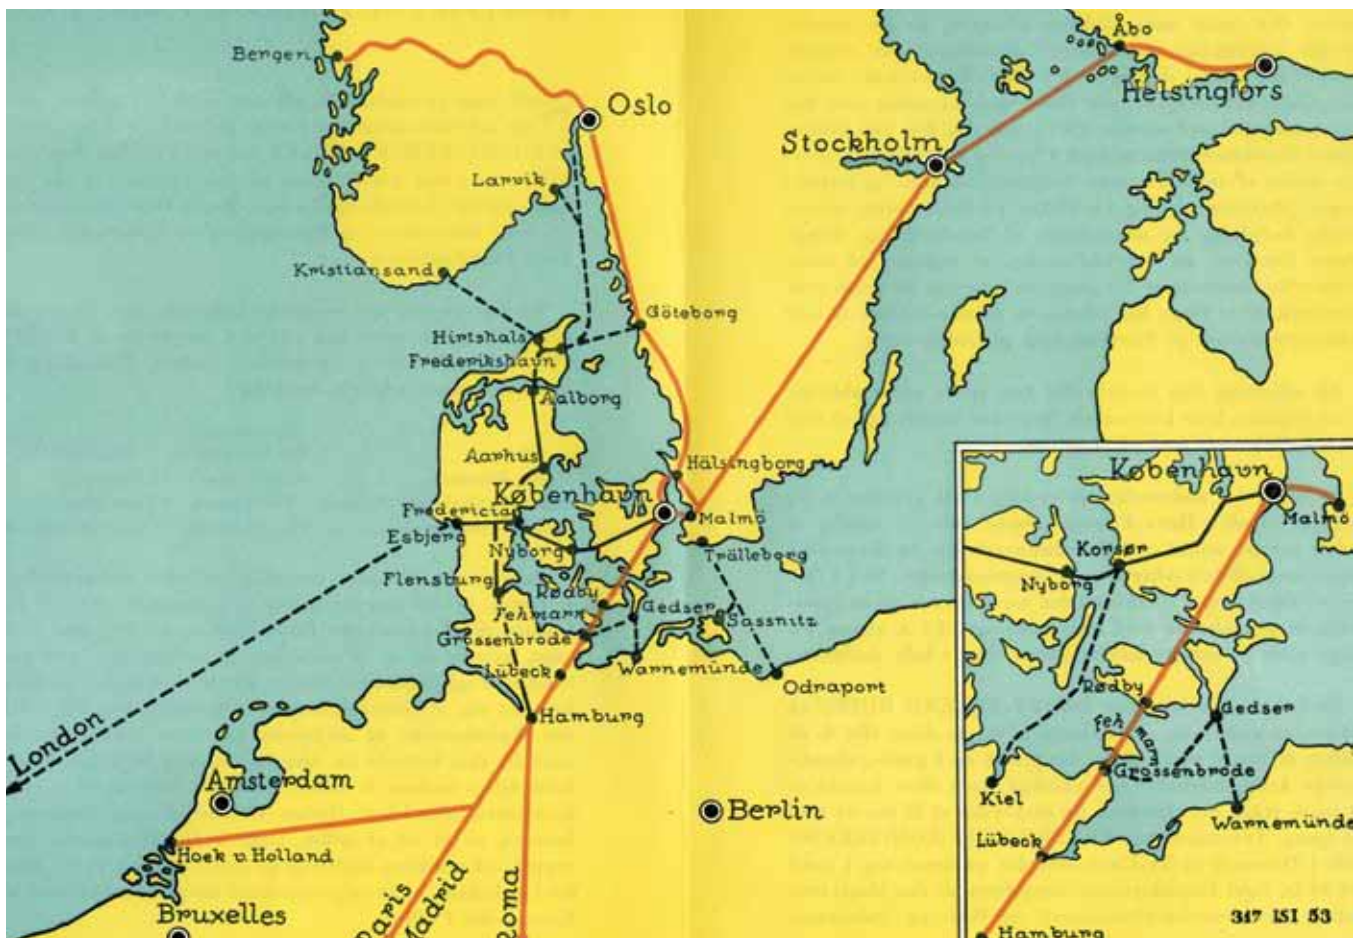 Bergen
Oslo
Larvik
Kristiansand
Hirtshals
Frederikshavn
Göteborg
Aalborg
Aarhus
Hälsingborg
København
Fredericia
Esbjerg
Malmö
Nyborg
Trälleborg
Flensburg
Rødby
Fehmarn
Gedser
Sassnitz
Grossenbrode
Warnemünde
Lübeck
Odraport
Hamburg
London
Amsterdam
Berlin
Hoek v. Holland
Bruxelles
Paris
Madrid
Roma
Åbo
Helsingfors
Stockholm
København
Malmö
Korsør
Nyborg
Rødby
Gedser
Fehmarn
Grossenbrode
Kiel
Warnemünde
Lübeck
Hamburg
317 ISI 53